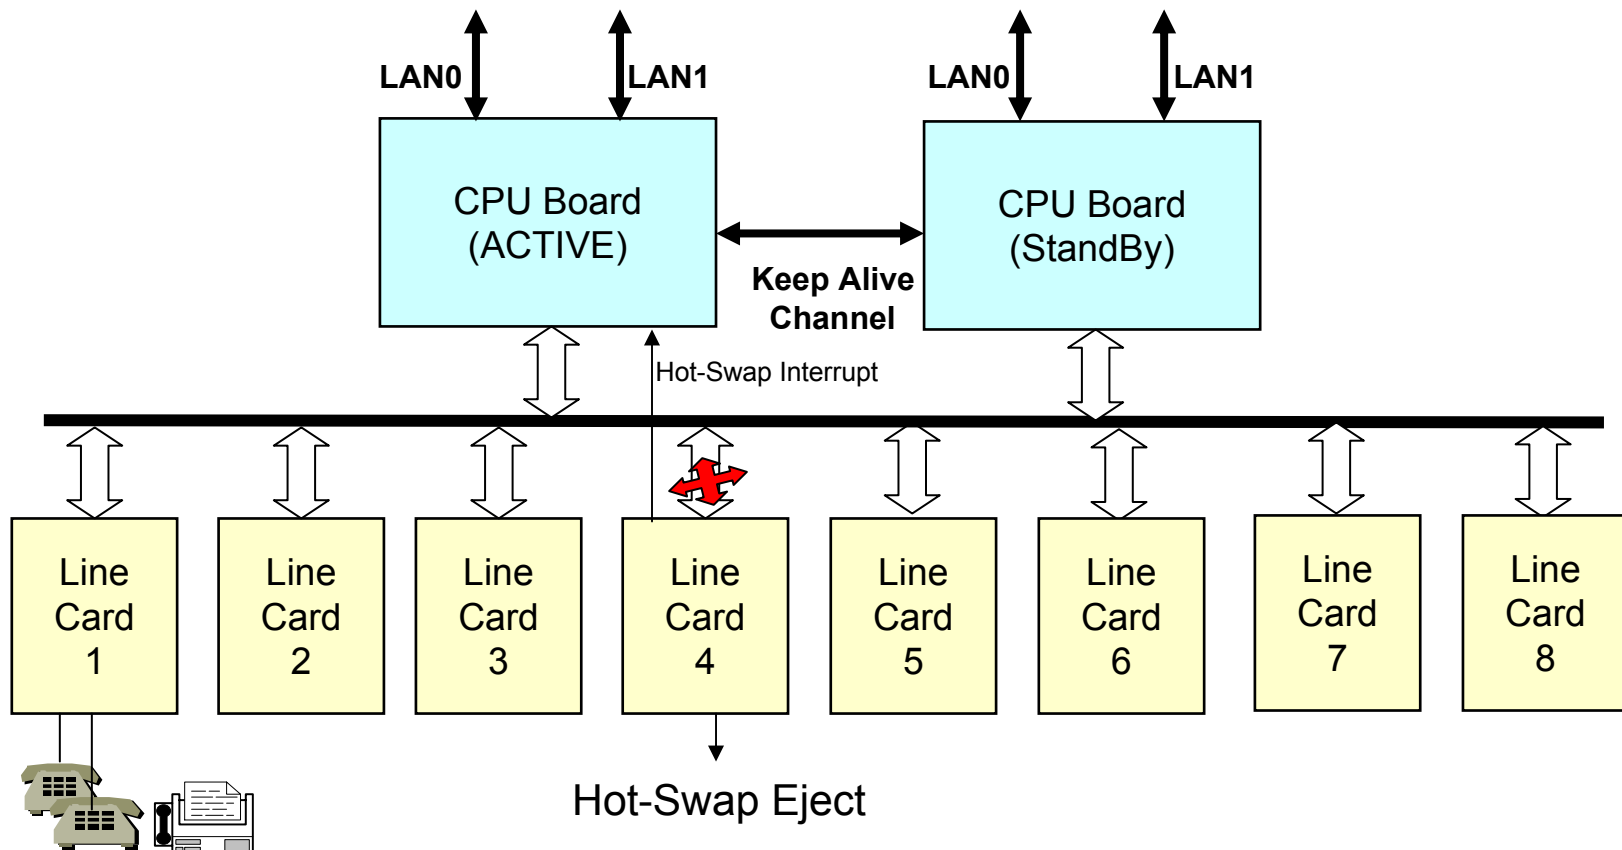 LAN0
LAN1
LAN0
LAN1
CPU Board
(ACTIVE)
CPU Board
(StandBy)
Keep Alive
Channel
Hot-Swap Interrupt
Line
Card
1
Line
Card
2
Line
Card
3
Line
Card
4
Line
Card
5
Line
Card
6
Line
Card
7
Line
Card
8
Hot-Swap Eject